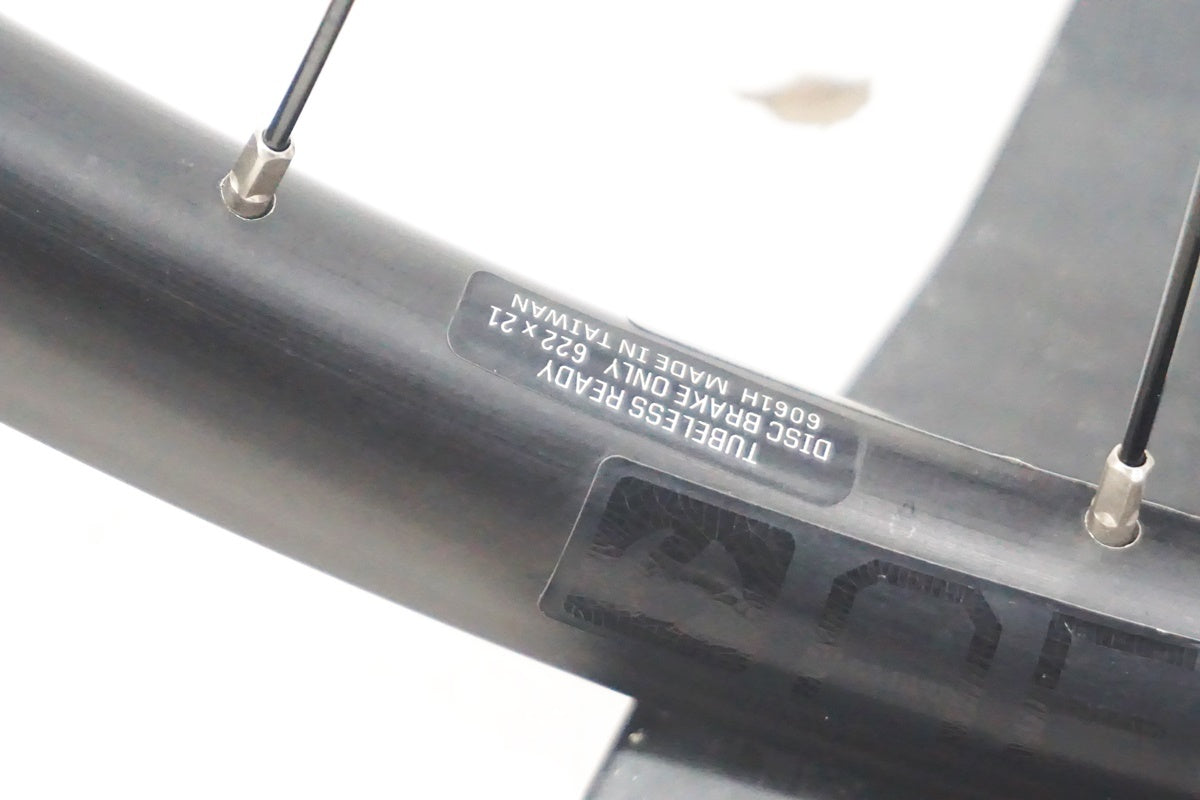 TUBELESS READY
DISC BRAKE ONLY 622 x 21
6061H MADE IN TAIWAN